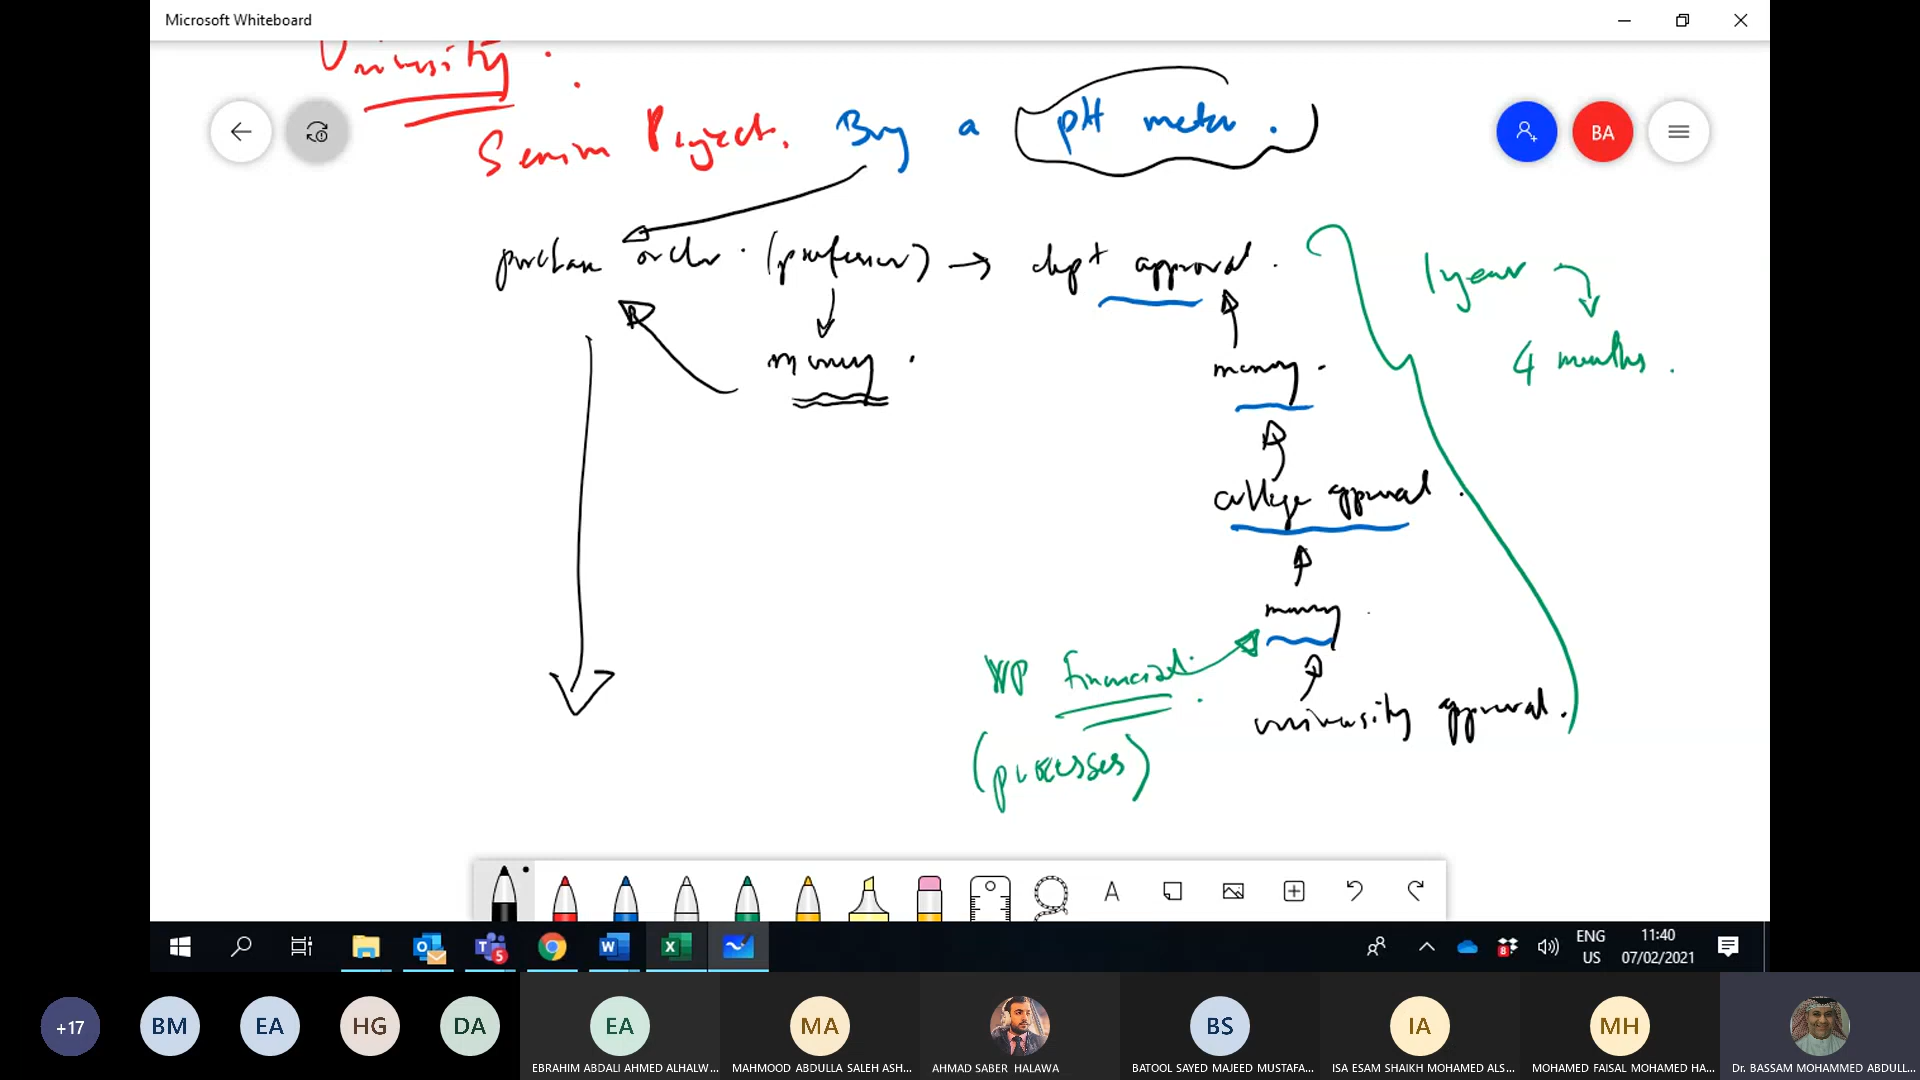 Microsoft Whiteboard
University.
Senior Project. Buy a pH meter.
BA
purchase order. (professor) → dept approval.
1 year
4 months.
money.
money.
college approval.
money.
VP Financial.
university approval.
(processes)
A
5
8
ENG
US
11:40
07/02/2021
+17
BM
EA
HG
DA
EA
MA
BS
IA
MH
EBRAHIM ABDALI AHMED ALHALW...
MAHMOOD ABDULLA SALEH ASH...
AHMAD SABER HALAWA
BATOOL SAYED MAJEED MUSTAFA...
ISA ESAM SHAIKH MOHAMED ALS...
MOHAMED FAISAL MOHAMED HA...
Dr. BASSAM MOHAMMED ABDULL...